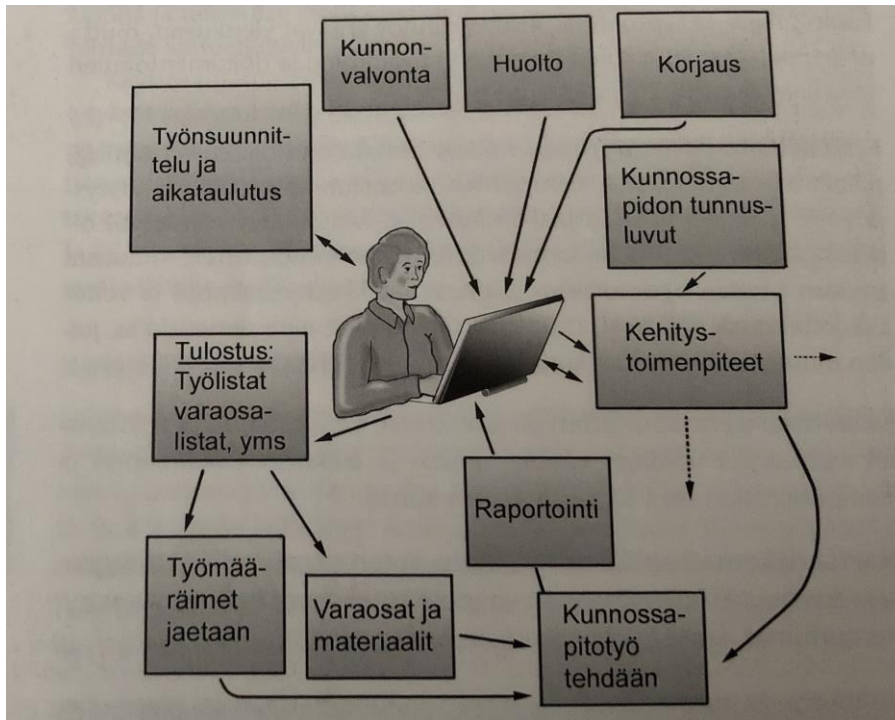 Kunnon-
valvonta
Huolto
Korjaus
Työnsuunnit-
telu ja
aikataulutus
Kunnossa-
pidon tunnus-
luvut
Kehitys-
toimenpiteet
Tulostus:
Työlistat
varaosa-
listat, yms
Raportointi
Työmää-
räimet
jaetaan
Varaosat ja
materiaalit
Kunnossa-
pitotyö
tehdään